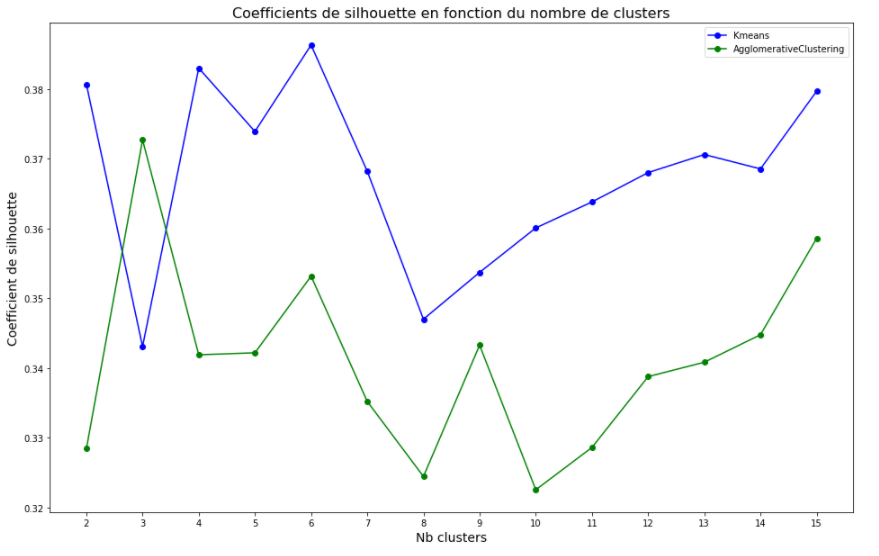 Coefficients de silhouette en fonction du nombre de clusters
Kmeans
AgglomerativeClustering
Coefficient de silhouette
0.38
0.37
0.36
0.35
0.34
0.33
0.32
2 3 4 5 6 7 8 9 10 11 12 13 14 15
Nb clusters